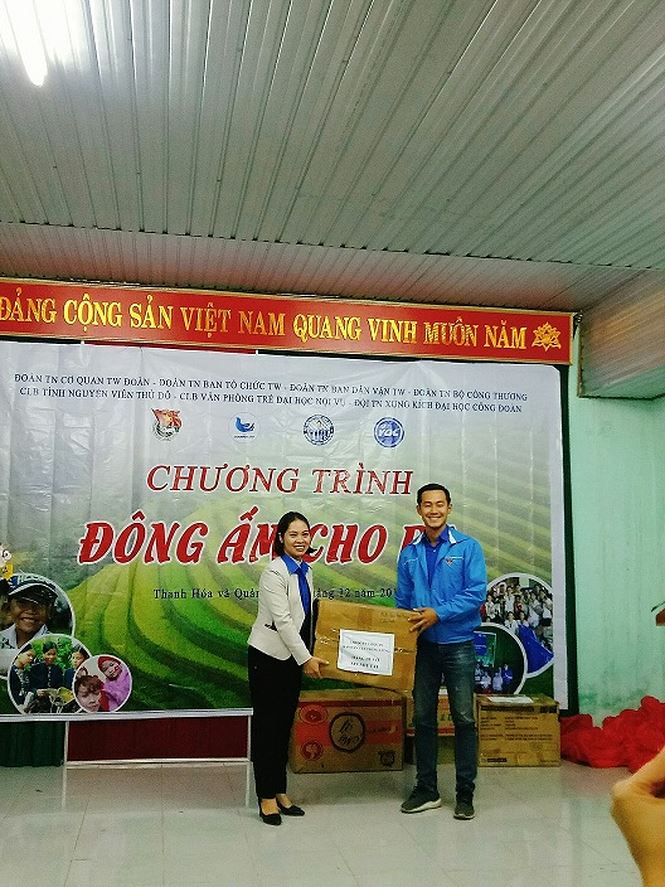 ĐẢNG CỘNG SẢN VIỆT NAM QUANG VINH MUÔN NĂM
ĐOÀN TN CƠ QUAN TW ĐOÀN - ĐOÀN TN BAN TỔ CHỨC TW - ĐOÀN TN BAN DÂN VẬN TW - ĐOÀN TN BỘ CÔNG THƯƠNG
CLB TÌNH NGUYỆN VIÊN THỦ ĐÔ - CLB VĂN PHÒNG TRẺ ĐẠI HỌC NỘI VỤ - ĐỘI TN XUNG KÍCH ĐẠI HỌC CÔNG ĐOÀN
CHƯƠNG TRÌNH
ĐÔNG ẤM CHO
Thanh Hóa và 12 năm